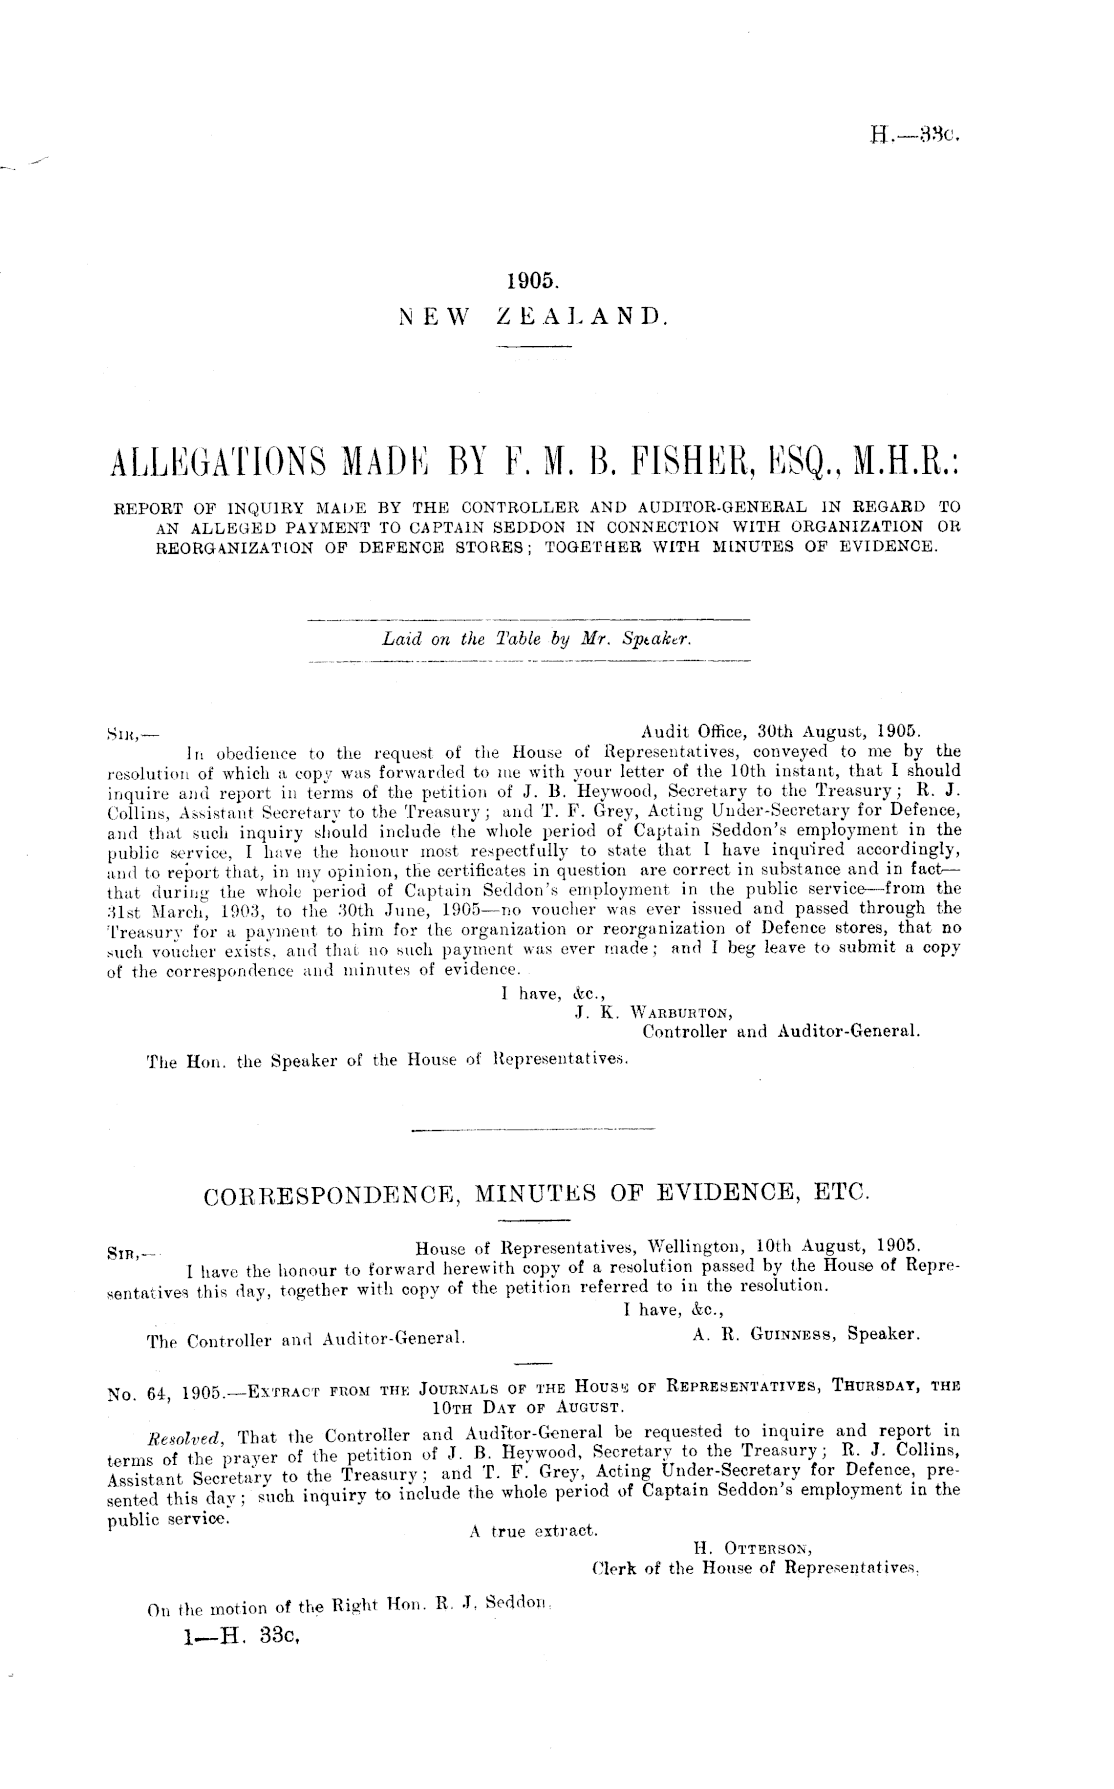 H.—33c.
1905.
NEW ZEALAND.
ALLEGATIONS MADE BY F. M. B. FISHER, ESQ., M.H.R.:
REPORT OF INQUIRY MADE BY THE CONTROLLER AND AUDITOR-GENERAL IN REGARD TO
AN ALLEGED PAYMENT TO CAPTAIN SEDDON IN CONNECTION WITH ORGANIZATION OR
REORGANIZATION OF DEFENCE STORES; TOGETHER WITH MINUTES OF EVIDENCE.
Laid on the Table by Mr. Speaker.
SIR,— Audit Office, 30th August, 1905.
In obedience to the request of the House of Representatives, conveyed to me by the
resolution of which a copy was forwarded to me with your letter of the 10th instant, that I should
inquire and report in terms of the petition of J. B. Heywood, Secretary to the Treasury; R. J.
Collins, Assistant Secretary to the Treasury; and T. F. Grey, Acting Under-Secretary for Defence,
and that such inquiry should include the whole period of Captain Seddon's employment in the
public service, I have the honour most respectfully to state that I have inquired accordingly,
and to report that, in my opinion, the certificates in question are correct in substance and in fact—
that during the whole period of Captain Seddon's employment in the public service—from the
31st March, 1903, to the 30th June, 1905—no voucher was ever issued and passed through the
Treasury for a payment to him for the organization or reorganization of Defence stores, that no
such voucher exists, and that no such payment was ever made; and I beg leave to submit a copy
of the correspondence and minutes of evidence.
I have, &c.,
J. K. WARBURTON,
Controller and Auditor-General.
The Hon. the Speaker of the House of Representatives.
CORRESPONDENCE, MINUTES OF EVIDENCE, ETC.
SIR,— House of Representatives, Wellington, 10th August, 1905.
I have the honour to forward herewith copy of a resolution passed by the House of Repre-
sentatives this day, together with copy of the petition referred to in the resolution.
I have, &c.,
The Controller and Auditor-General. A. R. GUINNESS, Speaker.
No. 64, 1905.—EXTRACT FROM THE JOURNALS OF THE HOUSE OF REPRESENTATIVES, THURSDAY, THE
10TH DAY OF AUGUST.
Resolved, That the Controller and Auditor-General be requested to inquire and report in
terms of the prayer of the petition of J. B. Heywood, Secretary to the Treasury; R. J. Collins,
Assistant Secretary to the Treasury; and T. F. Grey, Acting Under-Secretary for Defence, pre-
sented this day; such inquiry to include the whole period of Captain Seddon's employment in the
public service.
A true extract.
H. OTTERSON,
Clerk of the House of Representatives.
On the motion of the Right Hon. R. J. Seddon.
1—H. 33c.